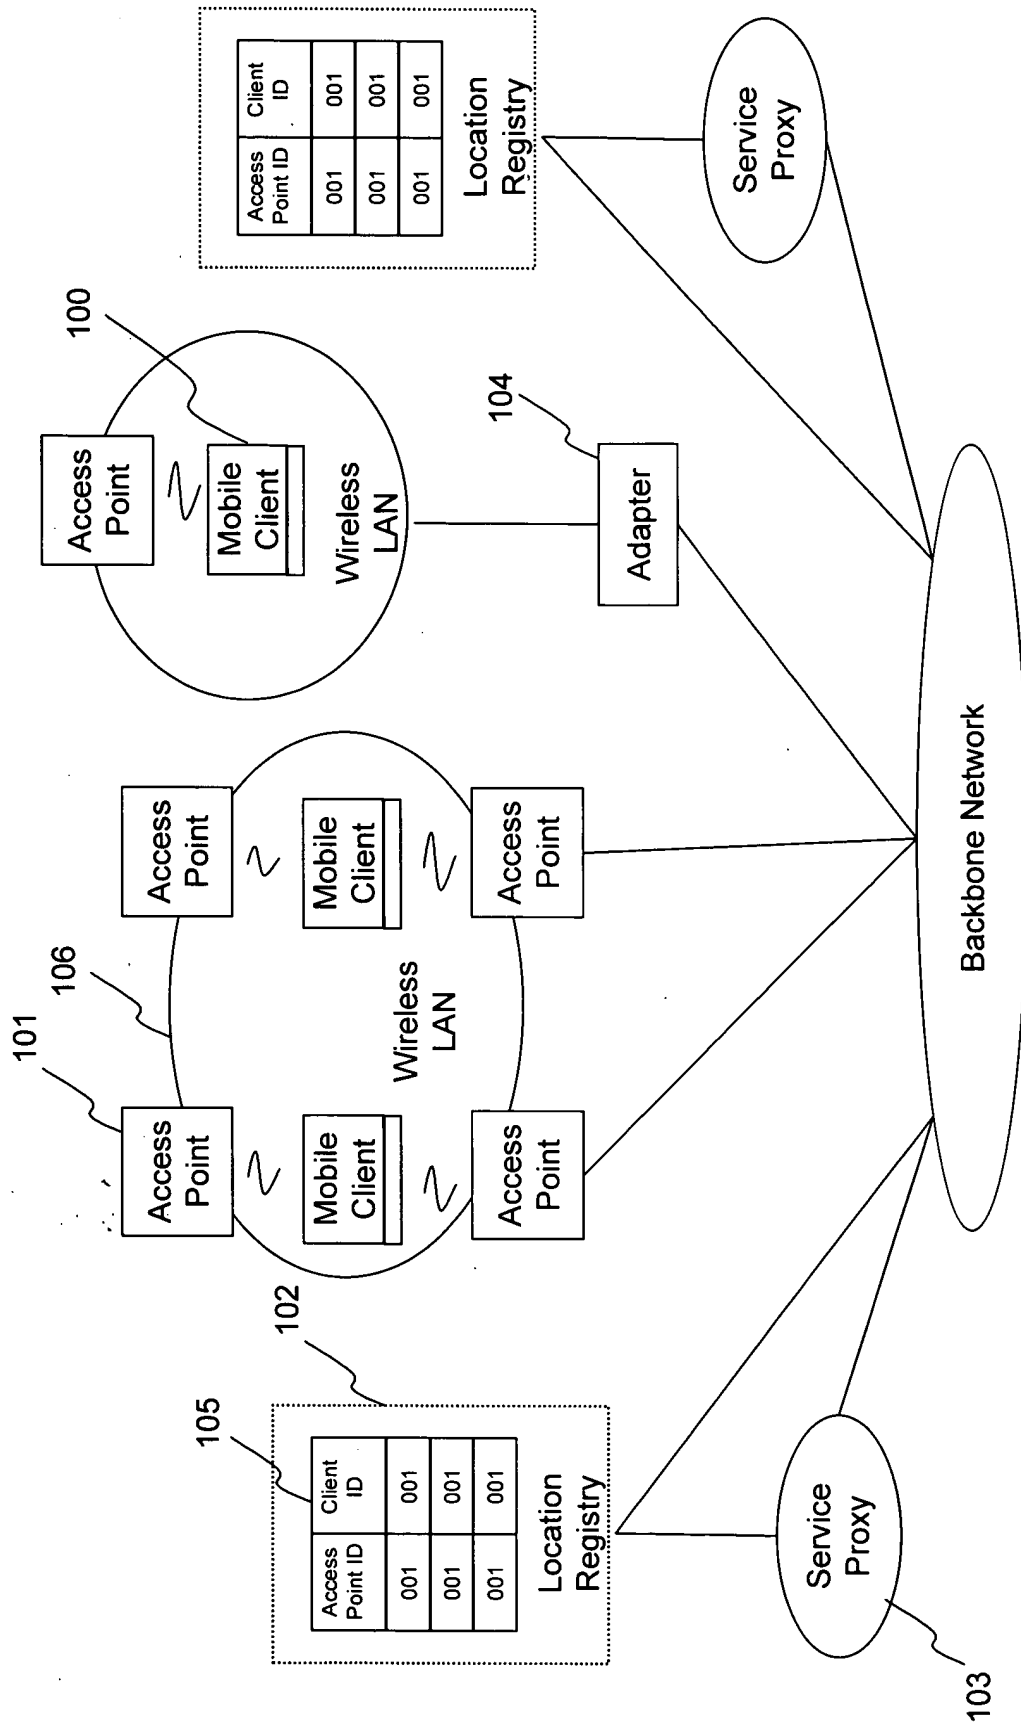 101
106
105
102
Access
Point ID
Client
ID
001
001
001
001
001
001
Location
Registry
Service
Proxy
103
Access
Point
Access
Point
Mobile
Client
Mobile
Client
Wireless
LAN
Access
Point
Access
Point
Access
Point
100
Mobile
Client
Wireless
LAN
104
Adapter
Access
Point ID
Client
ID
001
001
001
001
001
001
Location
Registry
Service
Proxy
Backbone Network